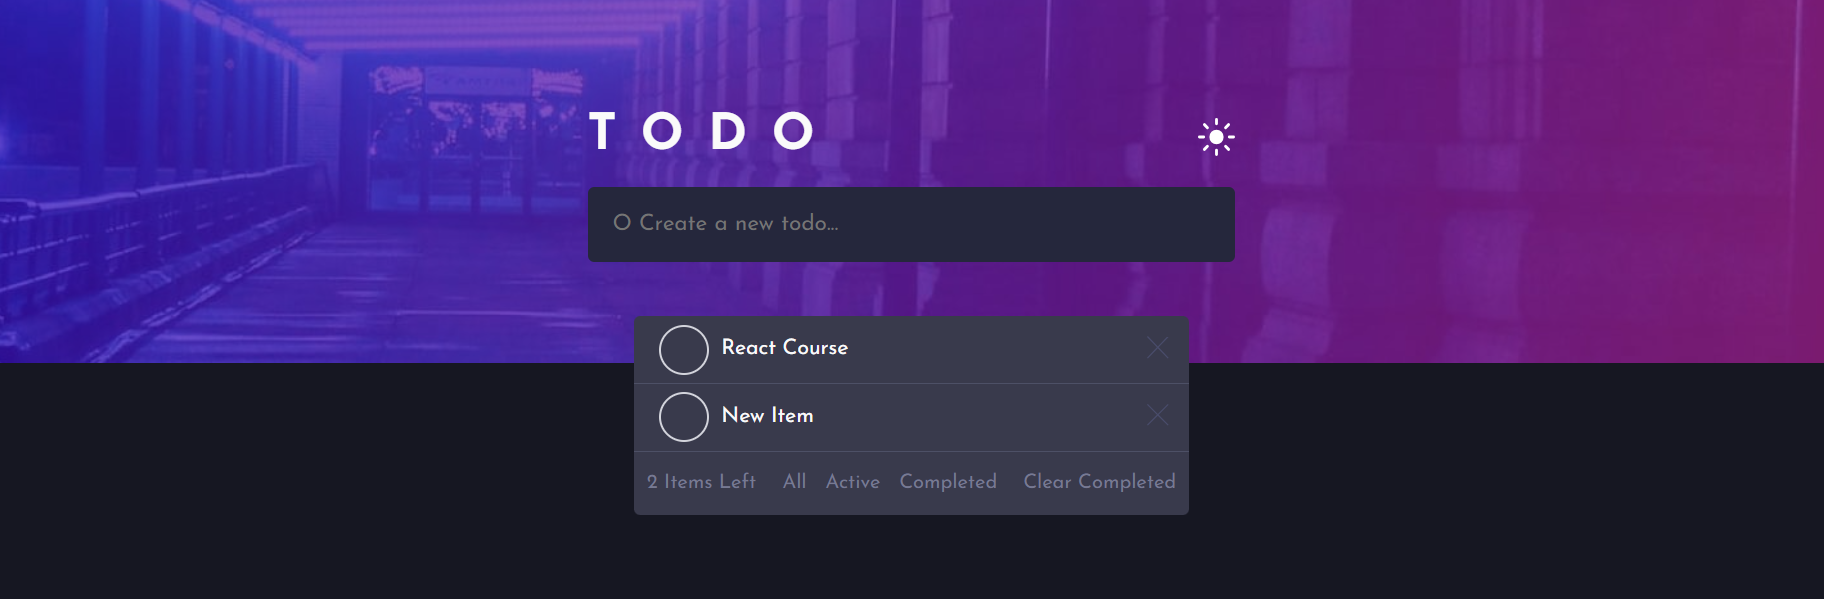 TODO
O Create a new todo...
React Course
New Item
2 Items Left All Active Completed Clear Completed